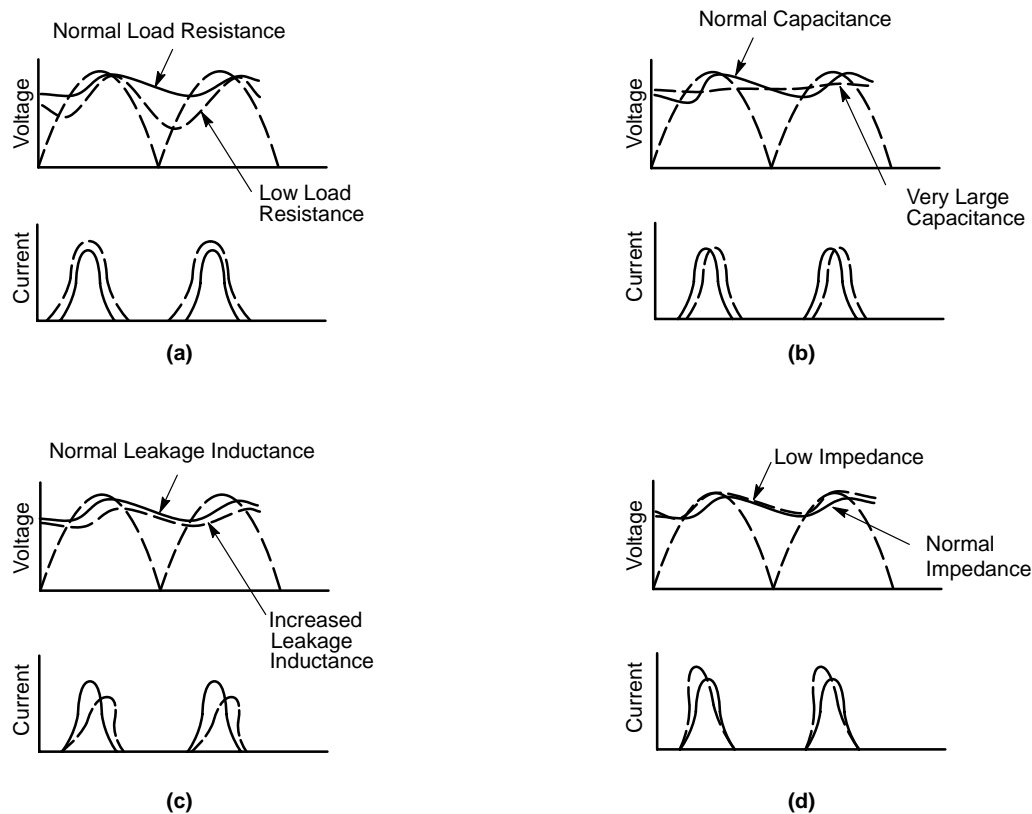 Normal Load Resistance
Voltage
Low Load
Resistance
Current
(a)
Normal Capacitance
Voltage
Very Large
Capacitance
Current
(b)
Normal Leakage Inductance
Voltage
Increased
Leakage
Inductance
Current
(c)
Low Impedance
Voltage
Normal
Impedance
Current
(d)